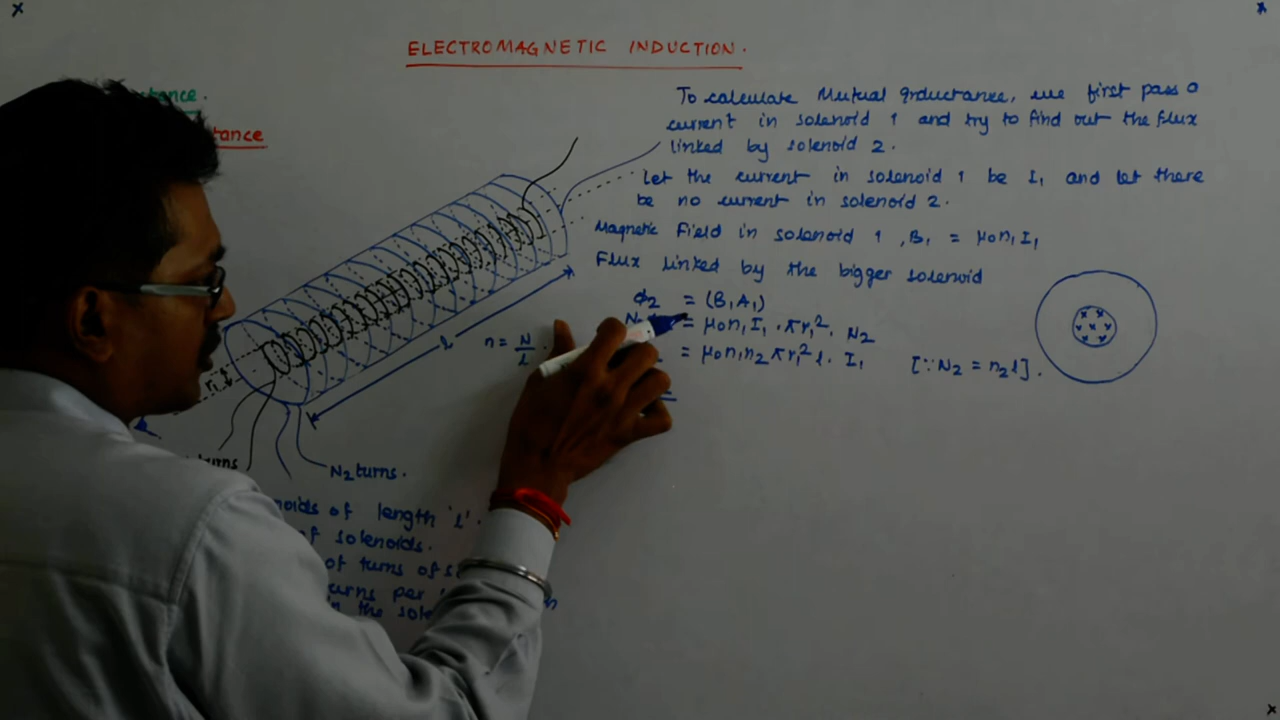 ELECTROMAGNETIC INDUCTION.
To calculate Mutual Inductance, we first pass a
current in solenoid 1 and try to find out the flux
linked by solenoid 2.
Let the current in solenoid 1 be I₁ and let there
be no current in solenoid 2.
Magnetic Field in solenoid 1, B₁ = μ₀n₁I₁
Flux linked by the bigger solenoid
ϕ₂ = (B₁A₁)
= μ₀n₁I₁ · πr₁². N₂
= μ₀n₁n₂πr₁²l. I₁ [∵N₂ = n₂l].
n = N/l
l
r₁
N₂ turns.
of length 'l'.
of solenoids.
of turns of
per
in the